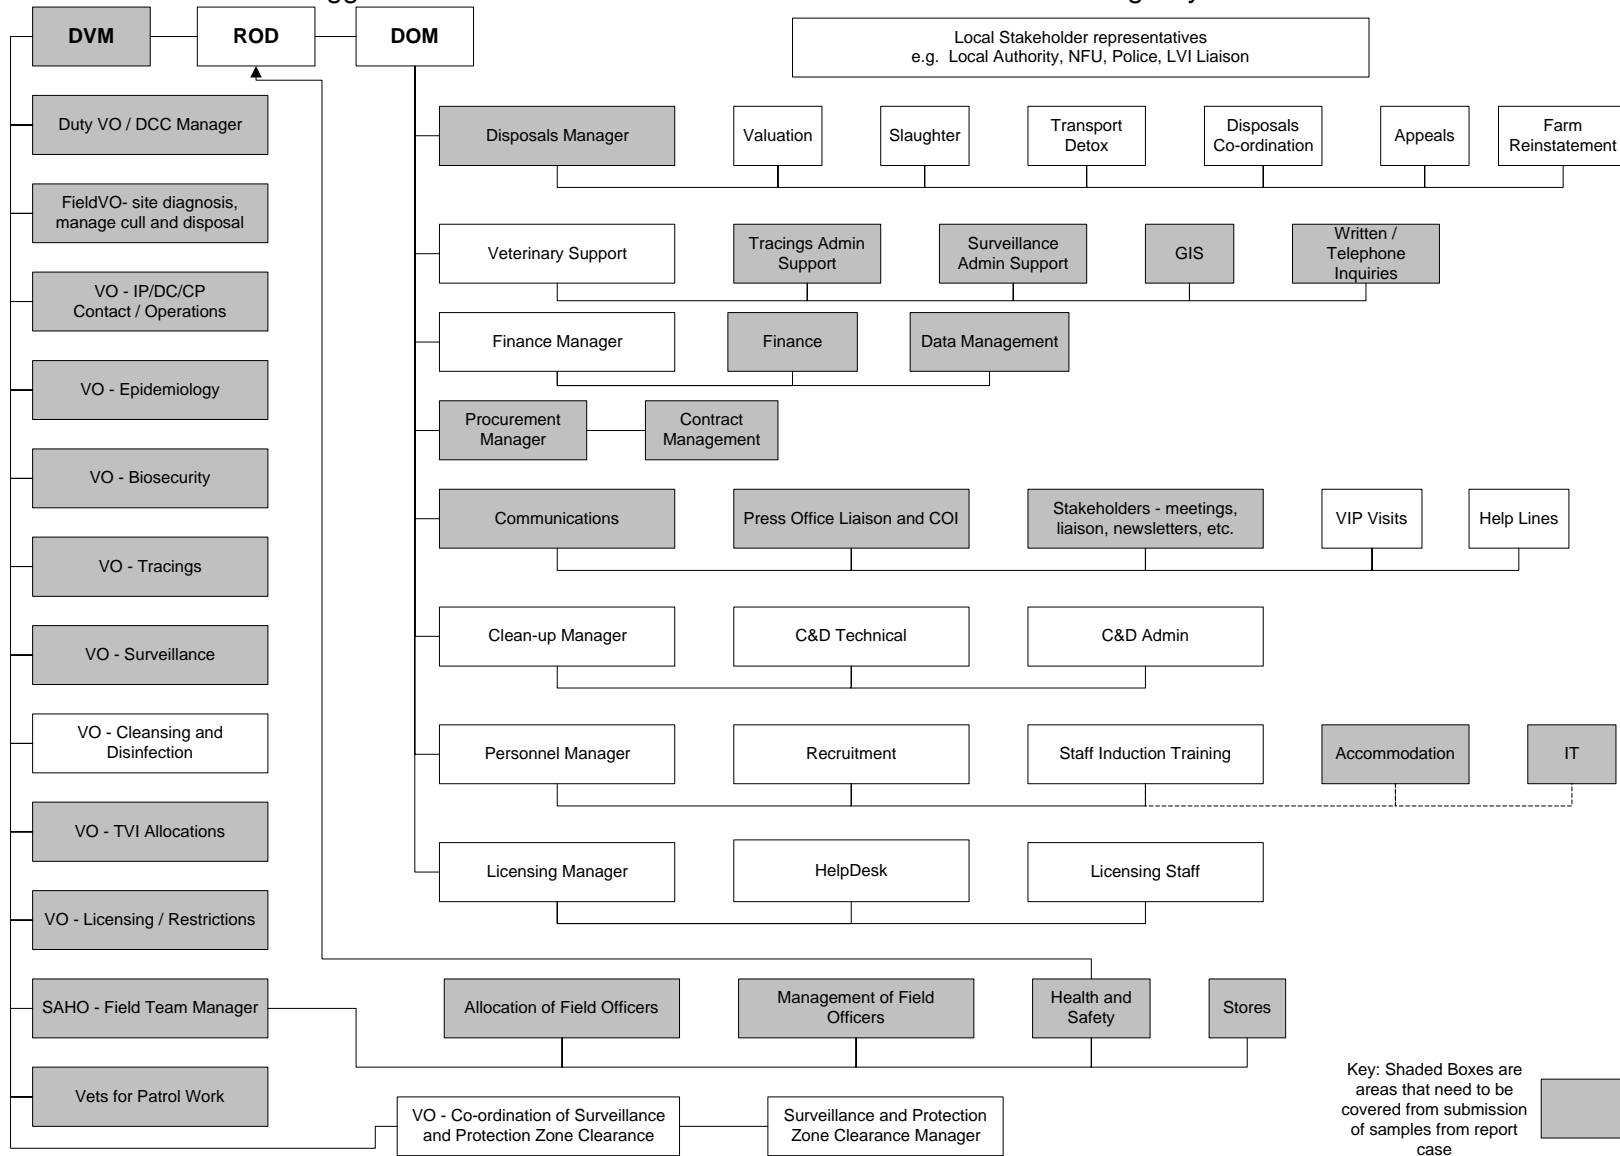 DVM
ROD
DOM
Local Stakeholder representatives
e.g. Local Authority, NFU, Police, LVI Liaison
Duty VO / DCC Manager
Disposals Manager
Valuation
Slaughter
Transport
Detox
Disposals
Co-ordination
Appeals
Farm
Reinstatement
FieldVO- site diagnosis,
manage cull and disposal
Veterinary Support
Tracings Admin
Support
Surveillance
Admin Support
GIS
Written /
Telephone
Inquiries
VO - IP/DC/CP
Contact / Operations
Finance Manager
Finance
Data Management
VO - Epidemiology
Procurement
Manager
Contract
Management
VO - Biosecurity
Communications
Press Office Liaison and COI
Stakeholders - meetings,
liaison, newsletters, etc.
VIP Visits
Help Lines
VO - Tracings
VO - Surveillance
Clean-up Manager
C&D Technical
C&D Admin
VO - Cleansing and
Disinfection
Personnel Manager
Recruitment
Staff Induction Training
Accommodation
IT
VO - TVI Allocations
Licensing Manager
HelpDesk
Licensing Staff
VO - Licensing / Restrictions
SAHO - Field Team Manager
Allocation of Field Officers
Management of Field
Officers
Health and
Safety
Stores
Vets for Patrol Work
VO - Co-ordination of Surveillance
and Protection Zone Clearance
Surveillance and Protection
Zone Clearance Manager
Key: Shaded Boxes are
areas that need to be
covered from submission
of samples from report
case